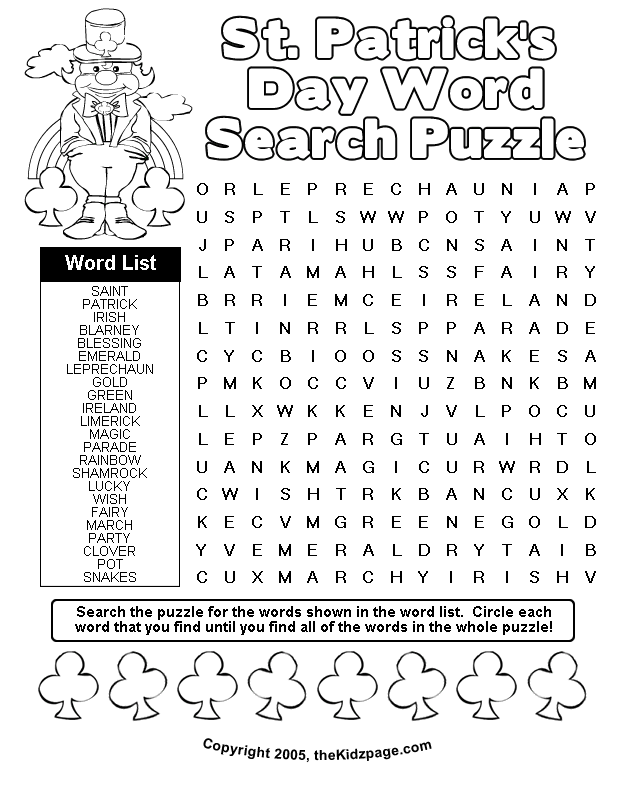 St. Patrick's
Day Word
Search Puzzle
O R L E P R E C H A U N I A P
U S P T L S W W P O T Y U W V
J P A R I H U B C N S A I N T
L A T A M A H L S S F A I R Y
B R R I E M C E I R E L A N D
L T I N R R L S P P A R A D E
C Y C B I O O S S N A K E S A
P M K O C C V I U Z B N K B M
L L X W K K E N J V L P O C U
L E P Z P A R G T U A I H T O
U A N K M A G I C U R W R D L
C W I S H T R K B A N C U X K
K E C V M G R E E N E G O L D
Y V E M E R A L D R Y T A I B
C U X M A R C H Y I R I S H V
Word List
SAINT
PATRICK
IRISH
BLARNEY
BLESSING
EMERALD
LEPRECHAUN
GOLD
GREEN
IRELAND
LIMERICK
MAGIC
PARADE
RAINBOW
SHAMROCK
LUCKY
WISH
FAIRY
MARCH
PARTY
CLOVER
POT
SNAKES
Search the puzzle for the words shown in the word list. Circle each
word that you find until you find all of the words in the whole puzzle!
Copyright 2005, theKidzpage.com